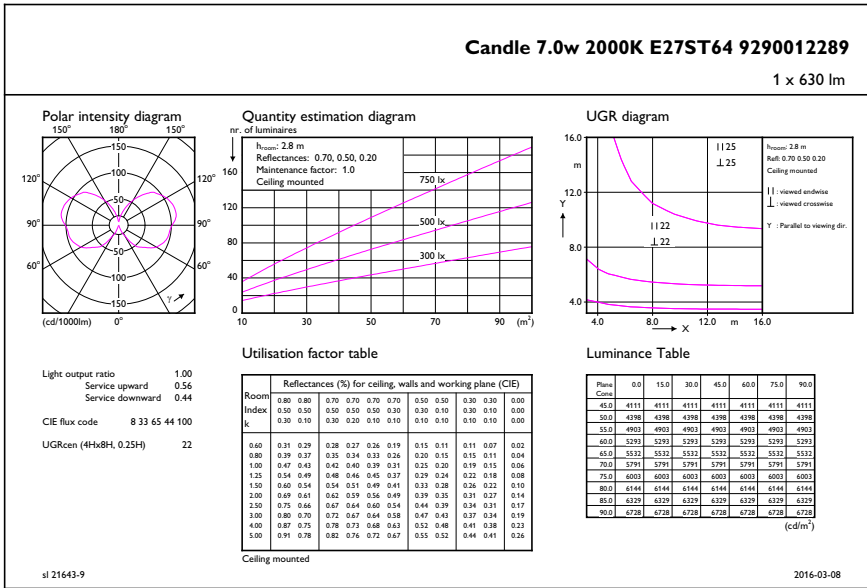 Candle 7.0w 2000K E27ST64 9290012289
1 x 630 lm
Polar intensity diagram
150° 180° 150°
120° 120°
90° 90°
60° 60°
150
100
50
50
100
150
γ
(cd/1000lm) 0°
Quantity estimation diagram
nr. of luminaires
hroom: 2.8 m
Reflectances: 0.70, 0.50, 0.20
Maintenance factor: 1.0
Ceiling mounted
160
120
80
40
0
750 lx
500 lx
300 lx
10 30 50 70 90 (m²)
UGR diagram
16.0
m
12.0
Y
8.0
4.0
|| 25
⊥ 25
|| 22
⊥ 22
4.0 8.0 12.0 m 16.0
X
hroom: 2.8 m
Refl: 0.70 0.50 0.20
Ceiling mounted
|| : viewed endwise
⊥ : viewed crosswise
Y : Parallel to viewing dir.
Light output ratio 1.00
Service upward 0.56
Service downward 0.44
CIE flux code 8 33 65 44 100
UGRcen (4Hx8H, 0.25H) 22
Utilisation factor table
Reflectances (%) for ceiling, walls and working plane (CIE)
Room 0.80 0.80 0.70 0.70 0.70 0.70 0.50 0.50 0.30 0.30 0.00
Index 0.50 0.50 0.50 0.50 0.50 0.30 0.30 0.10 0.30 0.10 0.00
k 0.30 0.10 0.30 0.20 0.10 0.10 0.10 0.10 0.10 0.10 0.00
0.60 0.31 0.29 0.28 0.27 0.26 0.19 0.15 0.11 0.11 0.07 0.02
0.80 0.39 0.37 0.35 0.34 0.33 0.26 0.20 0.15 0.15 0.11 0.04
1.00 0.47 0.43 0.42 0.40 0.39 0.31 0.25 0.20 0.19 0.15 0.06
1.25 0.54 0.49 0.48 0.46 0.45 0.37 0.29 0.24 0.22 0.18 0.08
1.50 0.60 0.54 0.54 0.51 0.49 0.41 0.33 0.28 0.26 0.22 0.10
2.00 0.69 0.61 0.62 0.59 0.56 0.49 0.39 0.35 0.31 0.27 0.14
2.50 0.75 0.66 0.67 0.64 0.60 0.54 0.44 0.39 0.34 0.31 0.17
3.00 0.80 0.70 0.72 0.67 0.64 0.58 0.47 0.43 0.37 0.34 0.19
4.00 0.87 0.75 0.78 0.73 0.68 0.63 0.52 0.48 0.41 0.38 0.23
5.00 0.91 0.78 0.82 0.76 0.72 0.67 0.55 0.52 0.44 0.41 0.26
Ceiling mounted
Luminance Table
Plane 0.0 15.0 30.0 45.0 60.0 75.0 90.0
Cone
45.0 4111 4111 4111 4111 4111 4111 4111
50.0 4398 4398 4398 4398 4398 4398 4398
55.0 4903 4903 4903 4903 4903 4903 4903
60.0 5293 5293 5293 5293 5293 5293 5293
65.0 5532 5532 5532 5532 5532 5532 5532
70.0 5791 5791 5791 5791 5791 5791 5791
75.0 6003 6003 6003 6003 6003 6003 6003
80.0 6144 6144 6144 6144 6144 6144 6144
85.0 6329 6329 6329 6329 6329 6329 6329
90.0 6728 6728 6728 6728 6728 6728 6728
(cd/m²)
sl 21643-9
2016-03-08